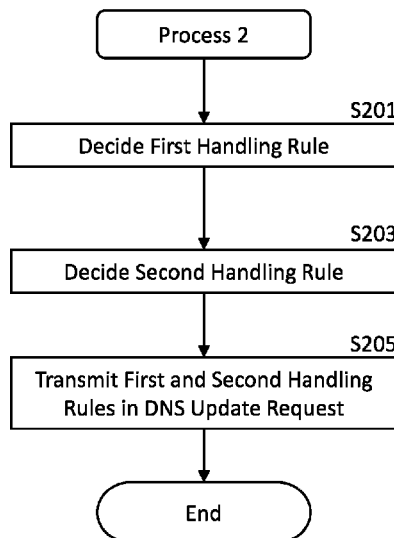 Process 2
S201
Decide First Handling Rule
S203
Decide Second Handling Rule
S205
Transmit First and Second Handling
Rules in DNS Update Request
End